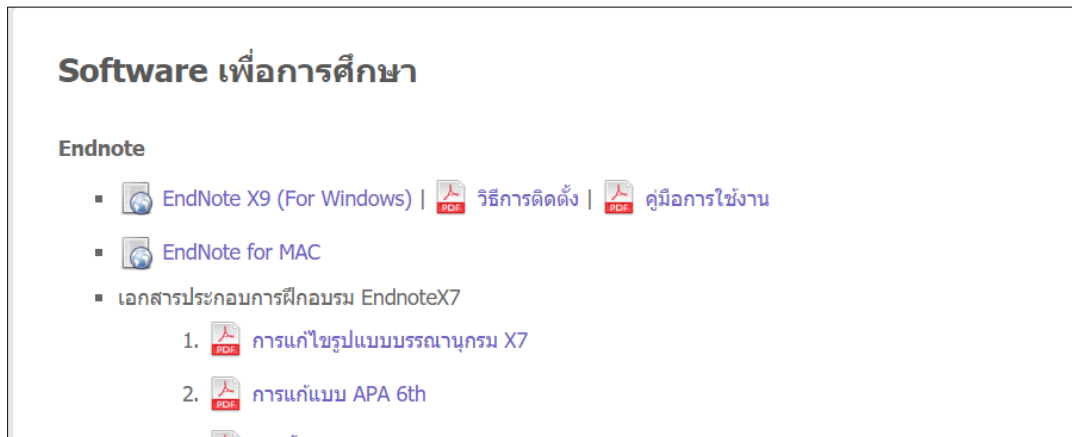 Software เพื่อการศึกษา
Endnote
EndNote X9 (For Windows) | PDF วิธีการติดตั้ง | PDF คู่มือการใช้งาน
EndNote for MAC
เอกสารประกอบการฝึกอบรม EndnoteX7
1. PDF การแก้ไขรูปแบบบรรณานุกรม X7
2. PDF การแก้แบบ APA 6th